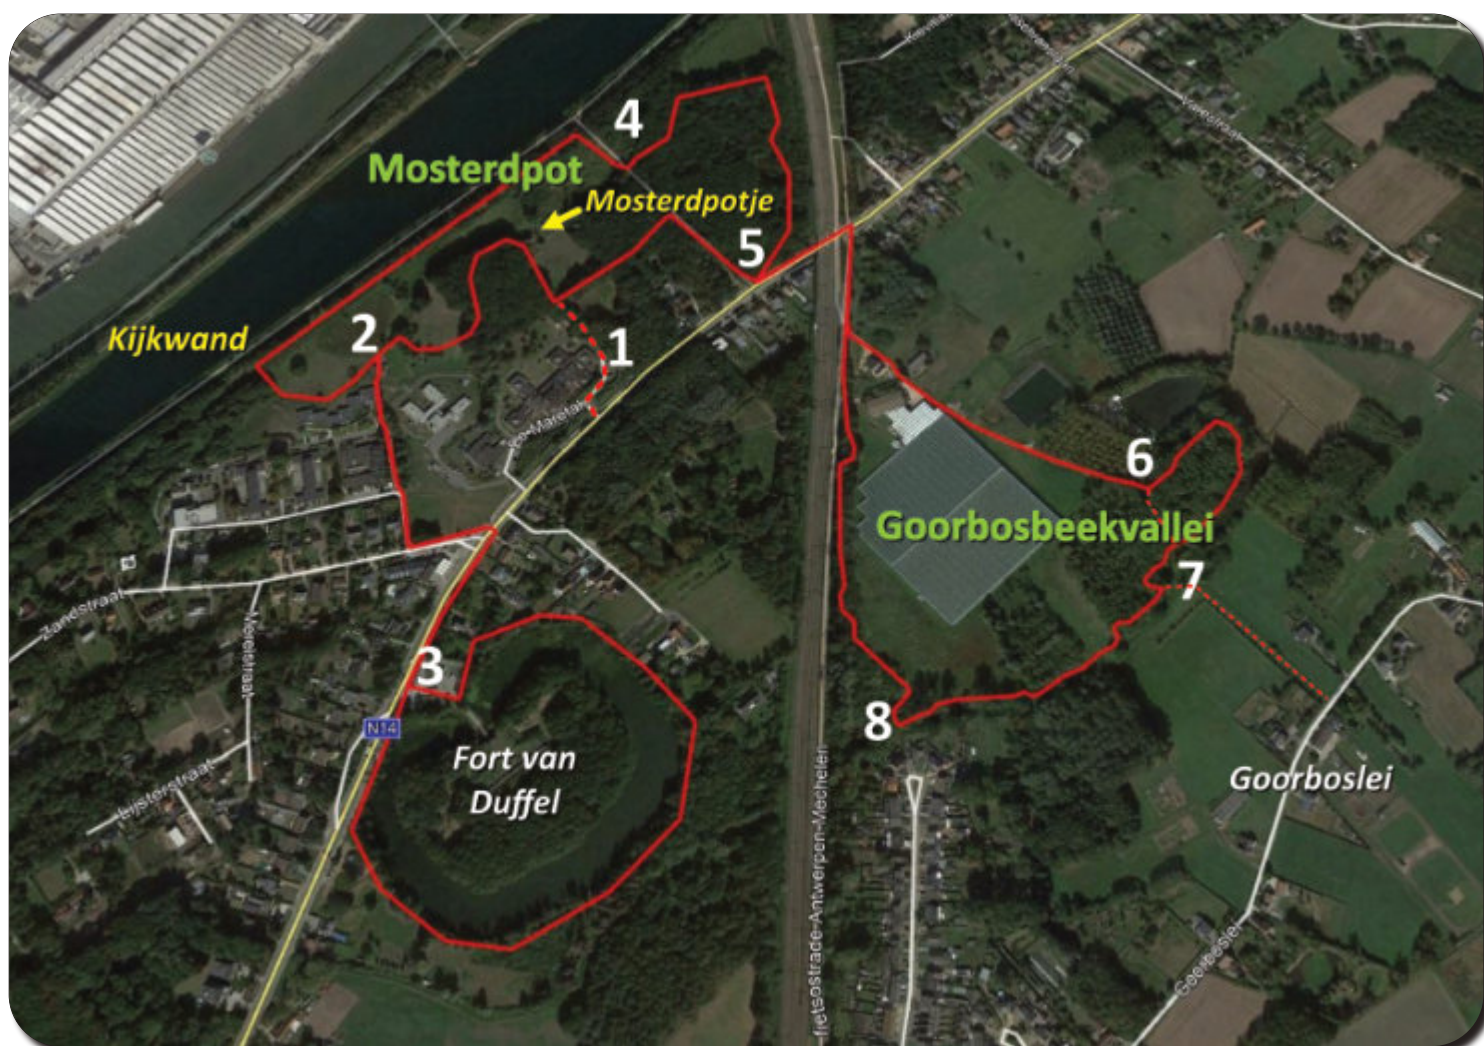 4
Mosterdpot
Mosterdpotje
5
Kijkwand
2
1
6
Goorbosbeekvallei
7
Zandstraat
3
8
N14
Fort van
Duffel
Goorboslei
Lijsterstraat
fietsostrade-Antwerpen-Mechelen
Goorboslei